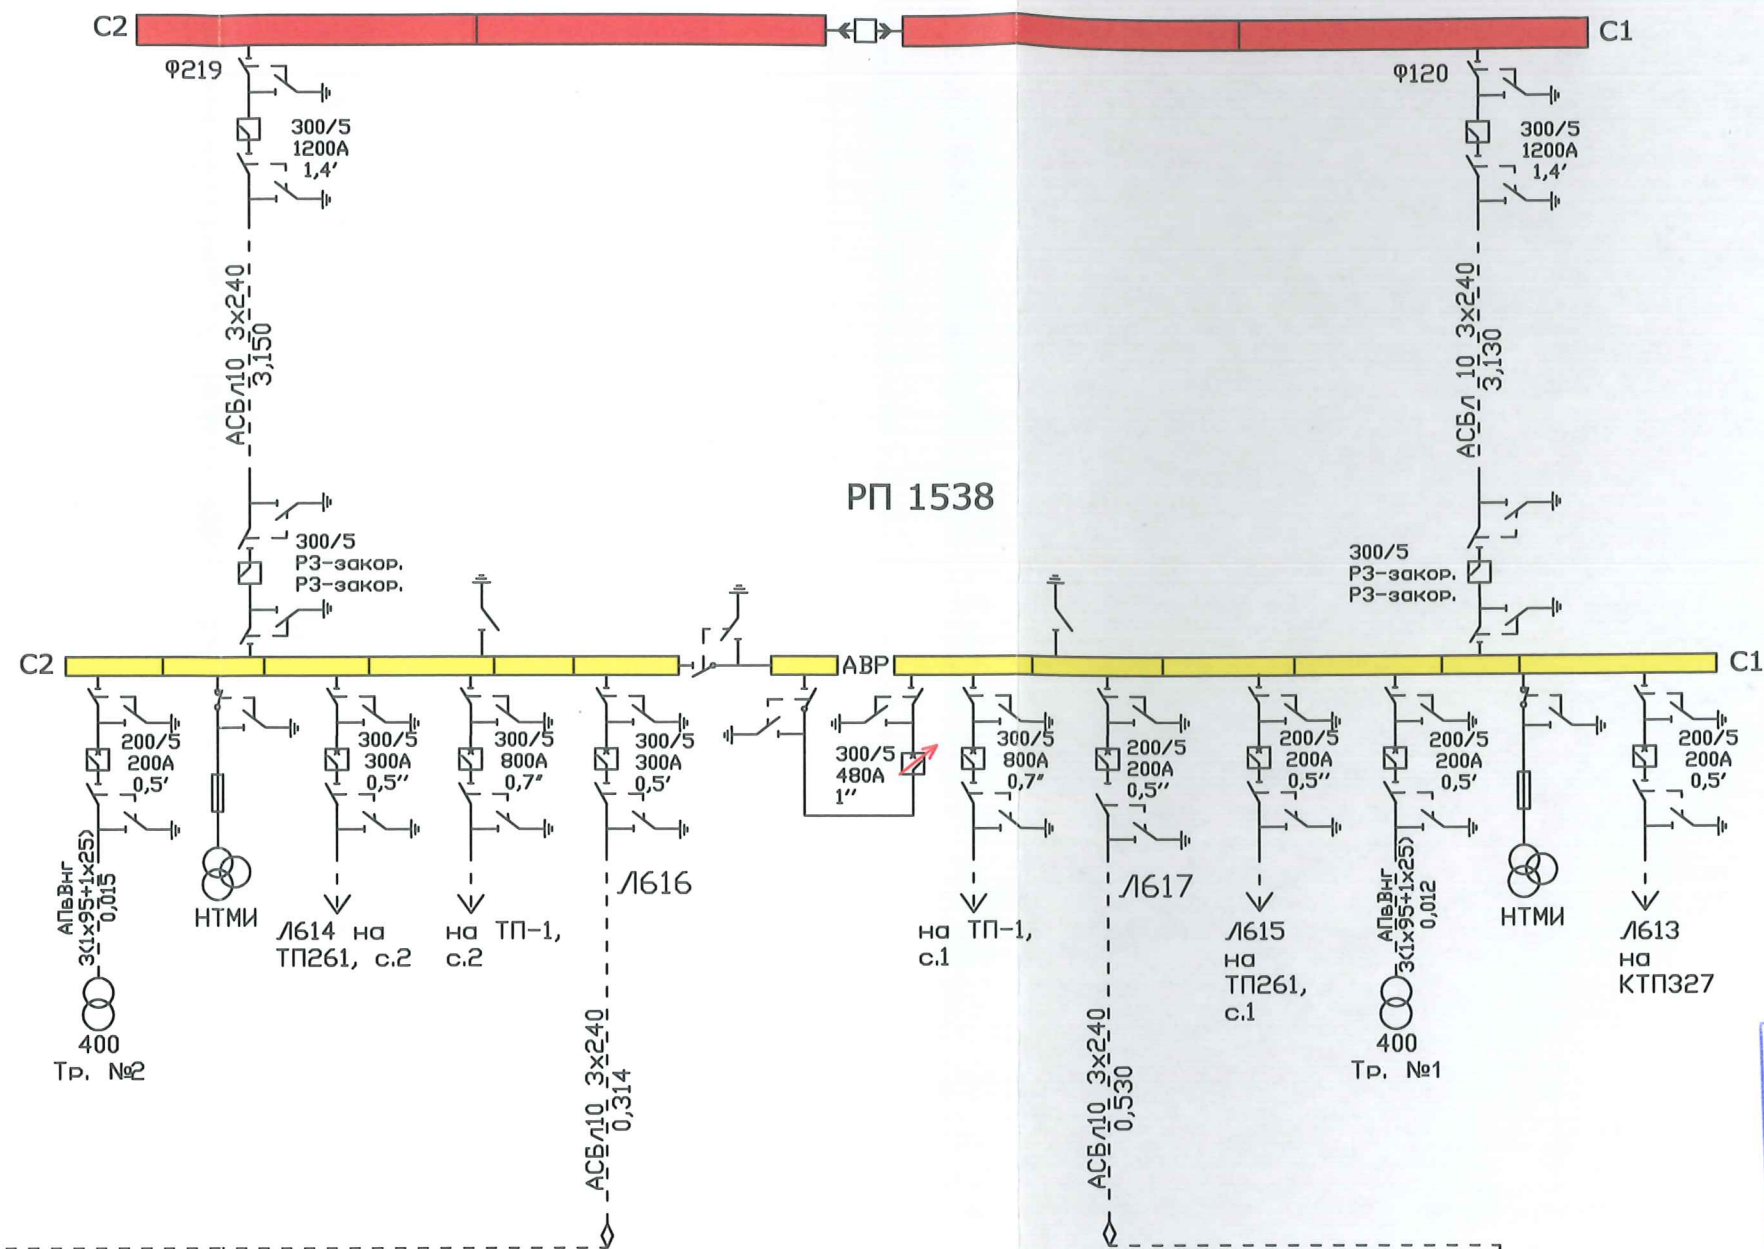 С2
С1
φ219
φ120
300/5
1200А
1,4'
300/5
1200А
1,4'
АСБл10 3х240
3,150
АСБл 10 3х240
3,130
РП 1538
300/5
РЗ-закор.
РЗ-закор.
300/5
РЗ-закор.
РЗ-закор.
С2
АВР
С1
200/5
200А
0,5'
300/5
300А
0,5''
300/5
800А
0,7"
300/5
300А
0,5'
300/5
480А
1''
300/5
800А
0,7"
200/5
200А
0,5''
200/5
200А
0,5''
200/5
200А
0,5'
200/5
200А
0,5'
АПвВнг
3(1х95+1х25)
0,015
НТМИ
Л614 на
ТП261, с.2
на ТП-1,
с.2
Л616
на ТП-1,
с.1
Л617
Л615
на
ТП261,
с.1
АПвВнг
3(1х95+1х25)
0,012
НТМИ
Л613
на
КТП327
400
Тр. №2
400
Тр. №1
АСБл10 3х240
0,314
АСБл10 3х240
0,530